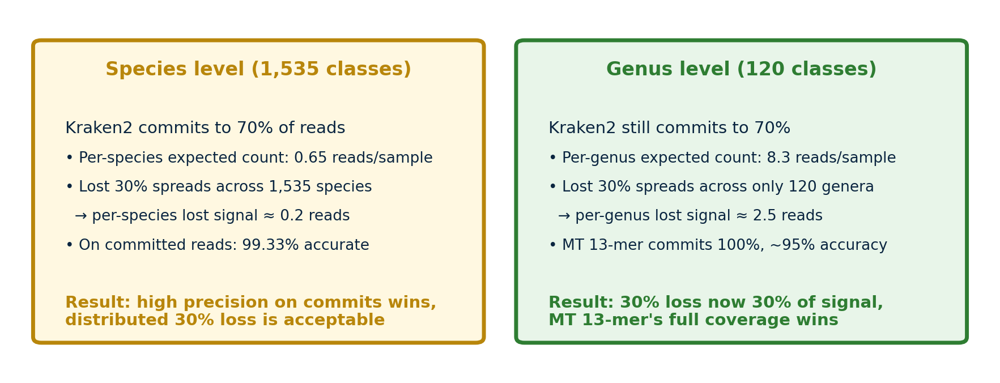 Species level (1,535 classes)
Kraken2 commits to 70% of reads
• Per-species expected count: 0.65 reads/sample
• Lost 30% spreads across 1,535 species
→ per-species lost signal ≈ 0.2 reads
• On committed reads: 99.33% accurate
Result: high precision on commits wins,
distributed 30% loss is acceptable
Genus level (120 classes)
Kraken2 still commits to 70%
• Per-genus expected count: 8.3 reads/sample
• Lost 30% spreads across only 120 genera
→ per-genus lost signal ≈ 2.5 reads
• MT 13-mer commits 100%, ~95% accuracy
Result: 30% loss now 30% of signal,
MT 13-mer's full coverage wins